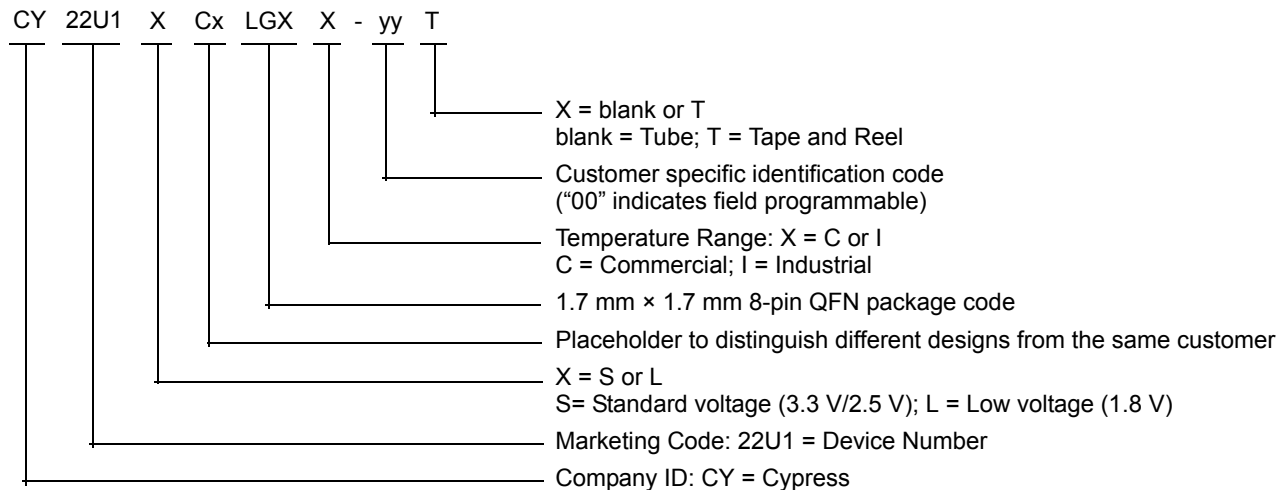 CY 22U1 X Cx LGX X - yy T
X = blank or T
blank = Tube; T = Tape and Reel
Customer specific identification code
(“00” indicates field programmable)
Temperature Range: X = C or I
C = Commercial; I = Industrial
1.7 mm × 1.7 mm 8-pin QFN package code
Placeholder to distinguish different designs from the same customer
X = S or L
S= Standard voltage (3.3 V/2.5 V); L = Low voltage (1.8 V)
Marketing Code: 22U1 = Device Number
Company ID: CY = Cypress